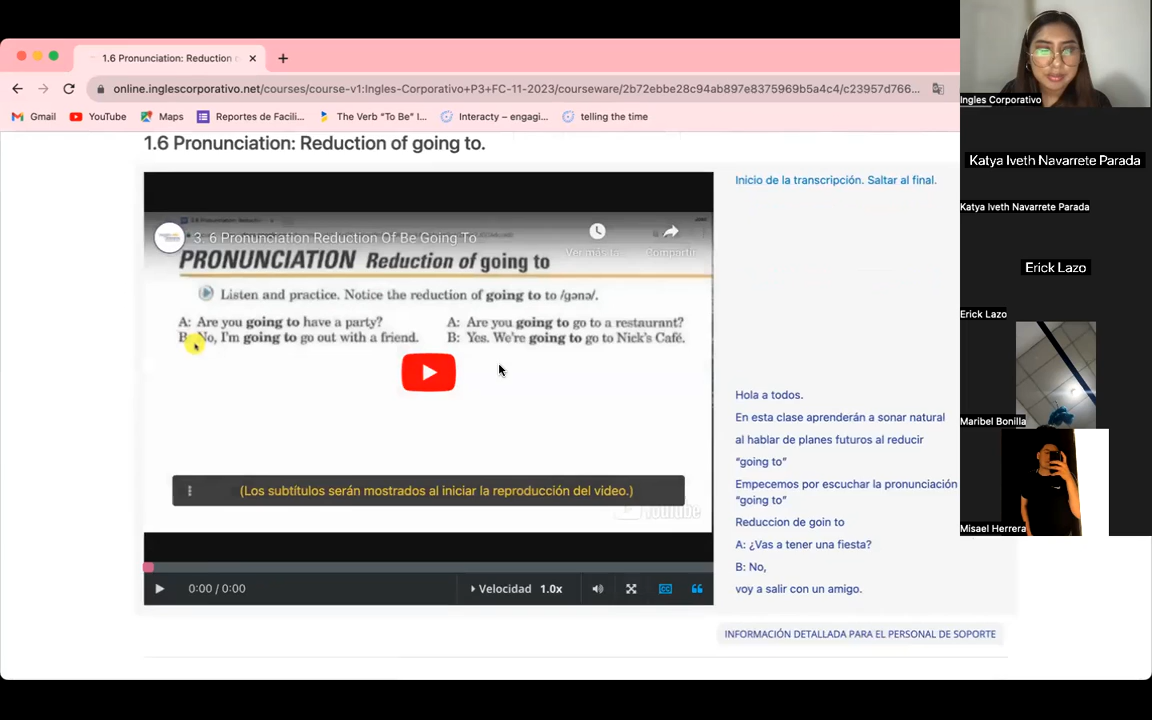 1.6 Pronunciation: Reduction o
online.inglescorporativo.net/courses/course-v1:Ingles-Corporativo+P3+FC-11-2023/courseware/2b72ebbe28c94ab897e8375969b5a4c4/c23957d766...
Gmail YouTube Maps Reportes de Facili... The Verb "To Be" I... Interacty – engagi... telling the time
1.6 Pronunciation: Reduction of going to.
3. 6 Pronunciation Reduction Of Be Going To
Ver más ta...
Compartir
PRONUNCIATION Reduction of going to
Listen and practice. Notice the reduction of going to to /gənə/.
A: Are you going to have a party?
B: No, I'm going to go out with a friend.
A: Are you going to go to a restaurant?
B: Yes. We're going to go to Nick's Café.
(Los subtítulos serán mostrados al iniciar la reproducción del video.)
YouTube
0:00 / 0:00
Velocidad 1.0x
Inicio de la transcripción. Saltar al final.
Hola a todos.
En esta clase aprenderán a sonar natural
al hablar de planes futuros al reducir
“going to”
Empecemos por escuchar la pronunciación
“going to”
Reduccion de goin to
A: ¿Vas a tener una fiesta?
B: No,
voy a salir con un amigo.
INFORMACIÓN DETALLADA PARA EL PERSONAL DE SOPORTE
Ingles Corporativo
Katya Iveth Navarrete Parada
Katya Iveth Navarrete Parada
Erick Lazo
Erick Lazo
Maribel Bonilla
Misael Herrera